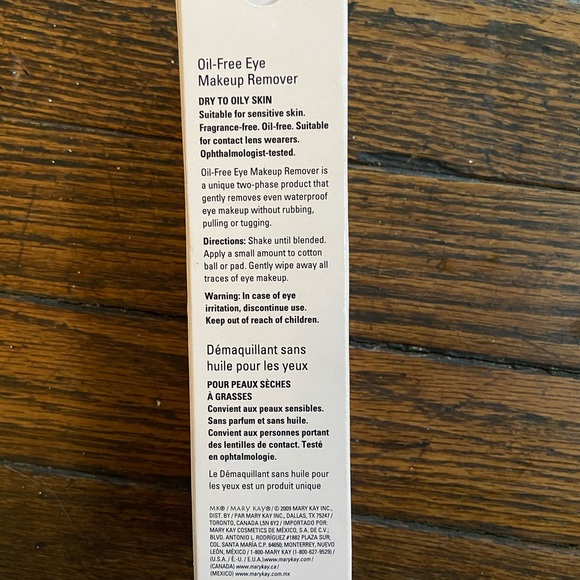 Oil-Free Eye
Makeup Remover
DRY TO OILY SKIN
Suitable for sensitive skin.
Fragrance-free. Oil-free. Suitable
for contact lens wearers.
Ophthalmologist-tested.
Oil-Free Eye Makeup Remover is
a unique two-phase product that
gently removes even waterproof
eye makeup without rubbing,
pulling or tugging.
Directions: Shake until blended.
Apply a small amount to cotton
ball or pad. Gently wipe away all
traces of eye makeup.
Warning: In case of eye
irritation, discontinue use.
Keep out of reach of children.
Démaquillant sans
huile pour les yeux
POUR PEAUX SÈCHES
À GRASSES
Convient aux peaux sensibles.
Sans parfum et sans huile.
Convient aux personnes portant
des lentilles de contact. Testé
en ophtalmologie.
Le Démaquillant sans huile pour
les yeux est un produit unique
MK® / MARY KAY® / © 2009 MARY KAY INC.,
DIST. BY / PAR MARY KAY INC., DALLAS, TX 75247 /
TORONTO, CANADA L5N 6Y2 / IMPORTADO POR:
MARY KAY COSMETICS DE MÉXICO, S.A. DE C.V.;
BLVD. ANTONIO L. RODRÍGUEZ #1882 PLAZA SUR;
COL. SANTA MARÍA C.P. 64650; MONTERREY, NUEVO
LEÓN, MÉXICO / 1-800-MARY KAY (1-800-627-9529) /
(U.S.A. / É.-U. / E.U.A.) www.marykay.com /
(CANADA) www.marykay.ca /
(MEXICO) www.marykay.com.mx